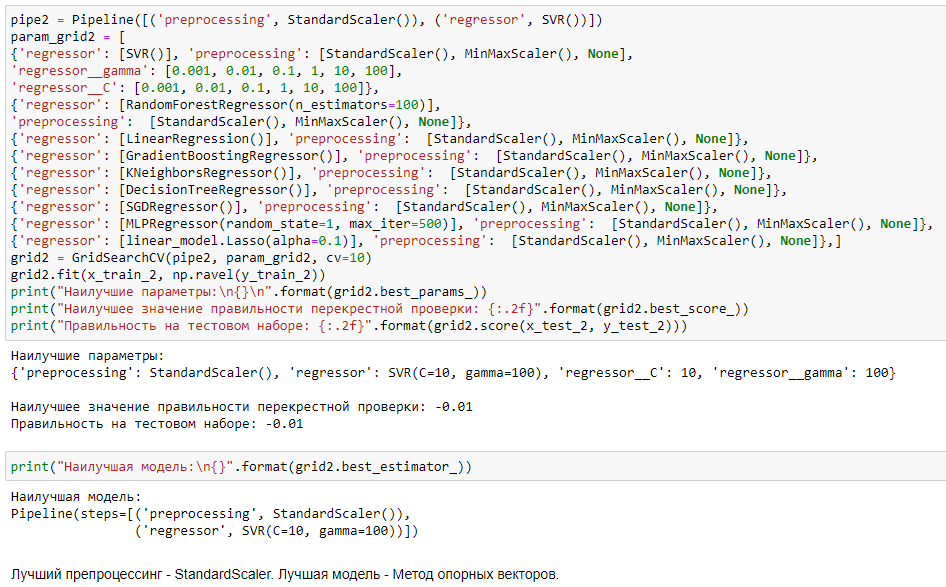 pipe2 = Pipeline([('preprocessing', StandardScaler()), ('regressor', SVR())])
param_grid2 = [
{'regressor': [SVR()], 'preprocessing': [StandardScaler(), MinMaxScaler(), None],
'regressor__gamma': [0.001, 0.01, 0.1, 1, 10, 100],
'regressor__C': [0.001, 0.01, 0.1, 1, 10, 100]},
{'regressor': [RandomForestRegressor(n_estimators=100)],
'preprocessing':  [StandardScaler(), MinMaxScaler(), None]},
{'regressor': [LinearRegression()], 'preprocessing':  [StandardScaler(), MinMaxScaler(), None]},
{'regressor': [GradientBoostingRegressor()], 'preprocessing':  [StandardScaler(), MinMaxScaler(), None]},
{'regressor': [KNeighborsRegressor()], 'preprocessing':  [StandardScaler(), MinMaxScaler(), None]},
{'regressor': [DecisionTreeRegressor()], 'preprocessing':  [StandardScaler(), MinMaxScaler(), None]},
{'regressor': [SGDRegressor()], 'preprocessing':  [StandardScaler(), MinMaxScaler(), None]},
{'regressor': [MLPRegressor(random_state=1, max_iter=500)], 'preprocessing':  [StandardScaler(), MinMaxScaler(), None]},
{'regressor': [linear_model.Lasso(alpha=0.1)], 'preprocessing':  [StandardScaler(), MinMaxScaler(), None]},]
grid2 = GridSearchCV(pipe2, param_grid2, cv=10)
grid2.fit(x_train_2, np.ravel(y_train_2))
print("Наилучшие параметры:\n{}\n".format(grid2.best_params_))
print("Наилучшее значение правильности перекрестной проверки: {:.2f}".format(grid2.best_score_))
print("Правильность на тестовом наборе: {:.2f}".format(grid2.score(x_test_2, y_test_2)))
Наилучшие параметры:
{'preprocessing': StandardScaler(), 'regressor': SVR(C=10, gamma=100), 'regressor__C': 10, 'regressor__gamma': 100}
Наилучшее значение правильности перекрестной проверки: -0.01
Правильность на тестовом наборе: -0.01
print("Наилучшая модель:\n{}".format(grid2.best_estimator_))
Наилучшая модель:
Pipeline(steps=[('preprocessing', StandardScaler()),
('regressor', SVR(C=10, gamma=100))])
Лучший препроцессинг - StandardScaler. Лучшая модель - Метод опорных векторов.